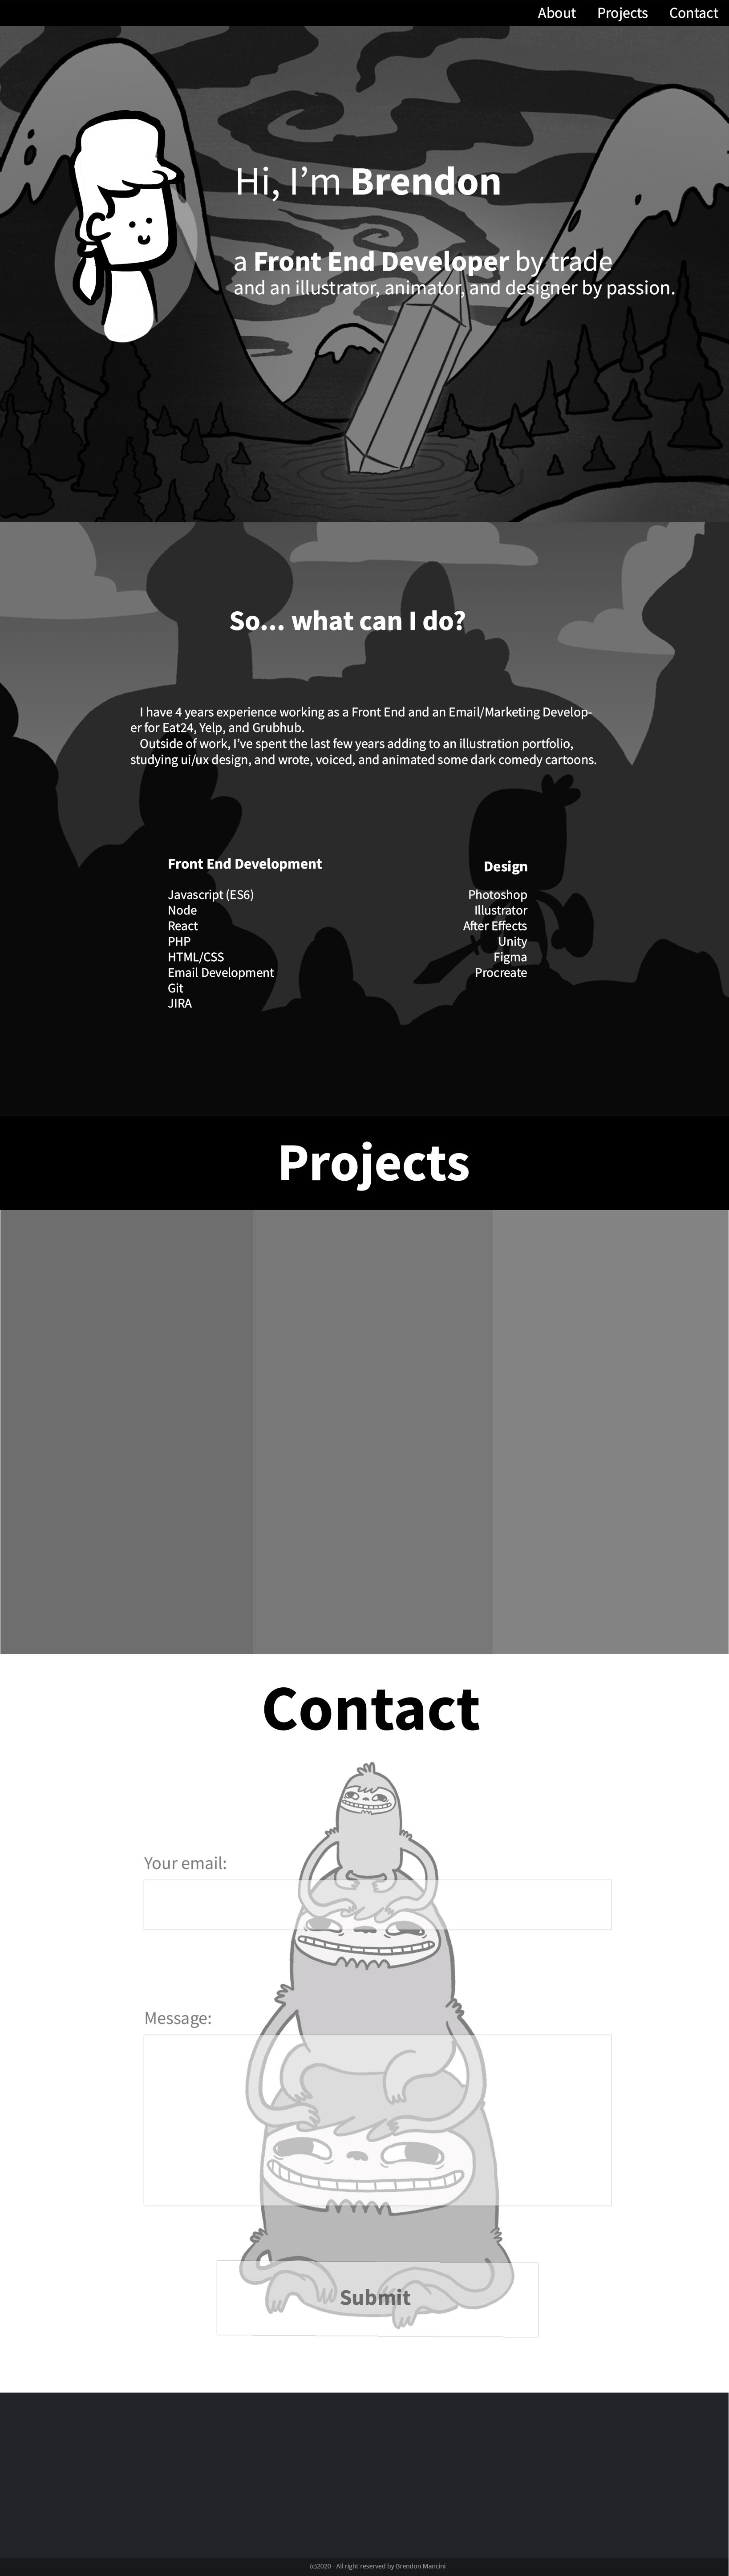 About Projects Contact
Hi, I'm Brendon
a Front End Developer by trade
and an illustrator, animator, and designer by passion.
So... what can I do?
I have 4 years experience working as a Front End and an Email/Marketing Develop-
er for Eat24, Yelp, and Grubhub.
Outside of work, I've spent the last few years adding to an illustration portfolio,
studying ui/ux design, and wrote, voiced, and animated some dark comedy cartoons.
Front End Development
Javascript (ES6)
Node
React
PHP
HTML/CSS
Email Development
Git
JIRA
Design
Photoshop
Illustrator
After Effects
Unity
Figma
Procreate
Projects
Contact
Your email:
Message:
Submit
(c)2020 - All right reserved by Brendon Mancini